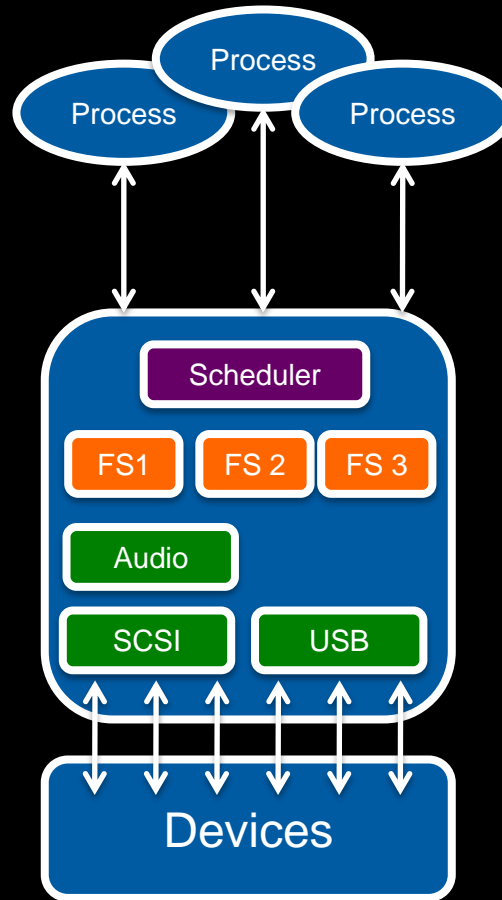 Process
Process
Process
Scheduler
FS1
FS 2
FS 3
Audio
SCSI
USB
Devices